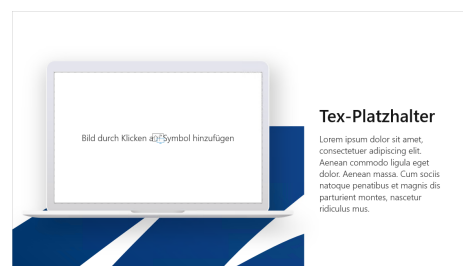 Bild durch Klicken auf Symbol hinzufügen
Tex-Platzhalter
Lorem ipsum dolor sit amet,
consectetuer adipiscing elit.
Aenean commodo ligula eget
dolor. Aenean massa. Cum sociis
natoque penatibus et magnis dis
parturient montes, nascetur
ridiculus mus.